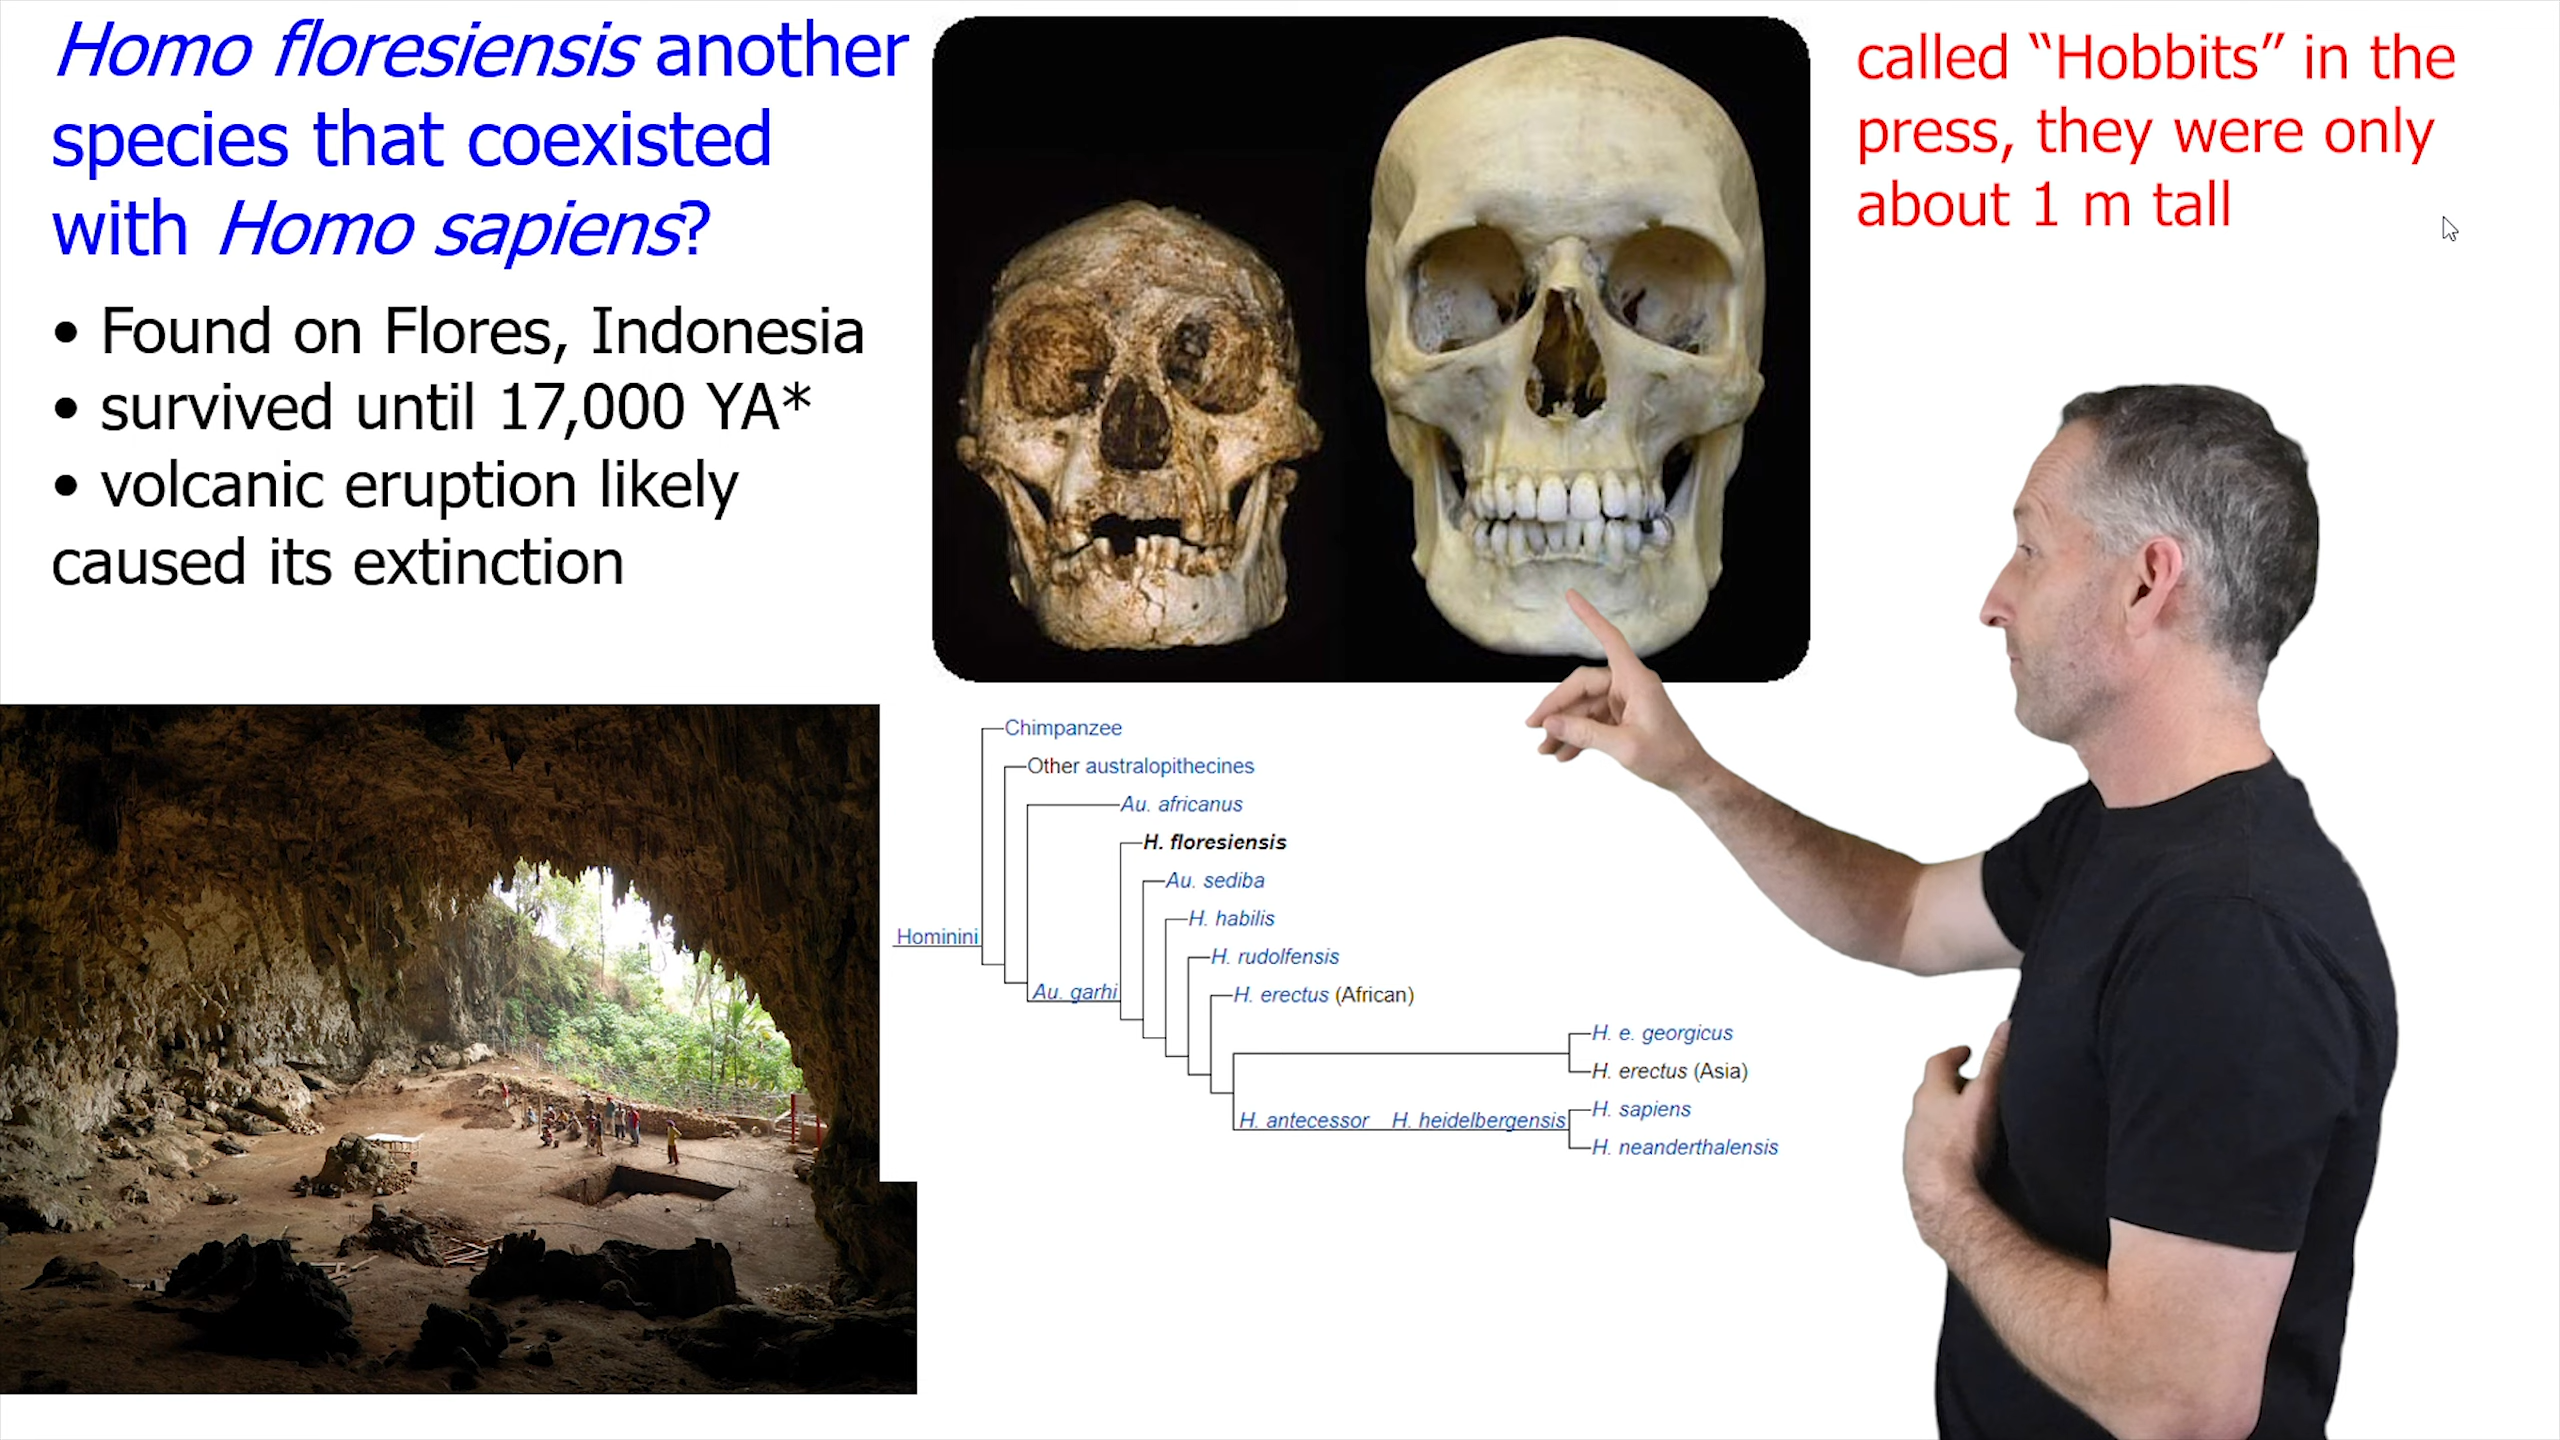 Homo floresiensis another
species that coexisted
with Homo sapiens?
• Found on Flores, Indonesia
• survived until 17,000 YA*
• volcanic eruption likely
caused its extinction
called “Hobbits” in the
press, they were only
about 1 m tall
Chimpanzee
Other australopithecines
Au. africanus
H. floresiensis
Au. sediba
H. habilis
Hominini
H. rudolfensis
Au. garhi
H. erectus (African)
H. e. georgicus
H. erectus (Asia)
H. antecessor H. heidelbergensis
H. sapiens
H. neanderthalensis